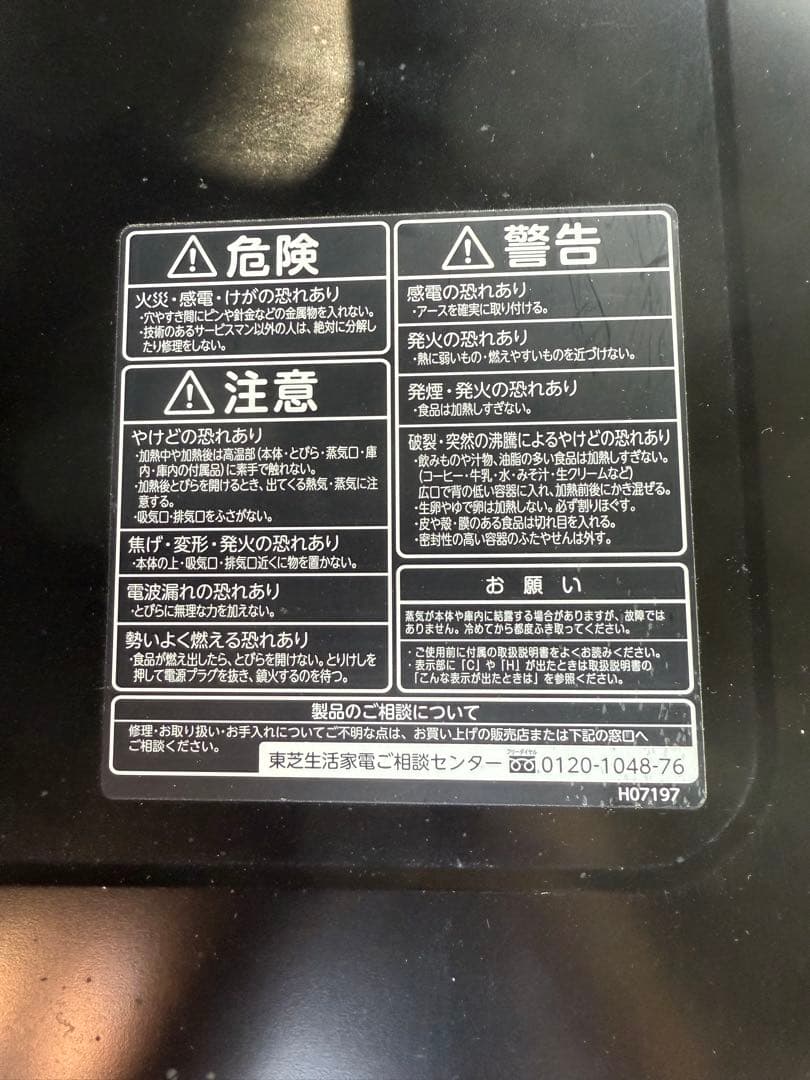 危険
火災・感電・けがの恐れあり
・穴やすき間にピンや針金などの金属物を入れない。
・技術のあるサービスマン以外の人は、絶対に分解し
たり修理をしない。
注意
やけどの恐れあり
・加熱中や加熱後は高温部(本体・とびら・蒸気口・庫
内・庫内の付属品)に素手で触れない。
・加熱後とびらを開けるとき、出てくる熱気・蒸気に注
意する。
・吸気口・排気口をふさがない。
焦げ・変形・発火の恐れあり
・本体の上・吸気口・排気口近くに物を置かない。
電波漏れの恐れあり
・とびらに無理な力を加えない。
勢いよく燃える恐れあり
・食品が燃え出したら、とびらを開けない。とりけしを
押して電源プラグを抜き、鎮火するのを待つ。
警告
感電の恐れあり
・アースを確実に取り付ける。
発火の恐れあり
・熱に弱いもの・燃えやすいものを近づけない。
発煙・発火の恐れあり
・食品は加熱しすぎない。
破裂・突然の沸騰によるやけどの恐れあり
・飲みものや汁物、油脂の多い食品は加熱しすぎない。
(コーヒー・牛乳・水・みそ汁・生クリームなど)
広口で背の低い容器に入れ、加熱前後にかき混ぜる。
・生卵やゆで卵は加熱しない。必ず割りほぐす。
・皮や殻・膜のある食品は切れ目を入れる。
・密封性の高い容器のふたやせんは外す。
お願い
蒸気が本体や庫内に結露する場合がありますが、故障では
ありません。冷めてから都度ふき取ってください。
・ご使用前に付属の取扱説明書をよくお読みください。
・表示部に「C」や「H」が出たときは取扱説明書の
「こんな表示が出たときは」を参照ください。
製品のご相談について
修理・お取り扱い・お手入れについてご不明な点は、お買い上げの販売店または下記の窓口へ
ご相談ください。
フリーダイヤル
東芝生活家電ご相談センター 0120-1048-76
H07197